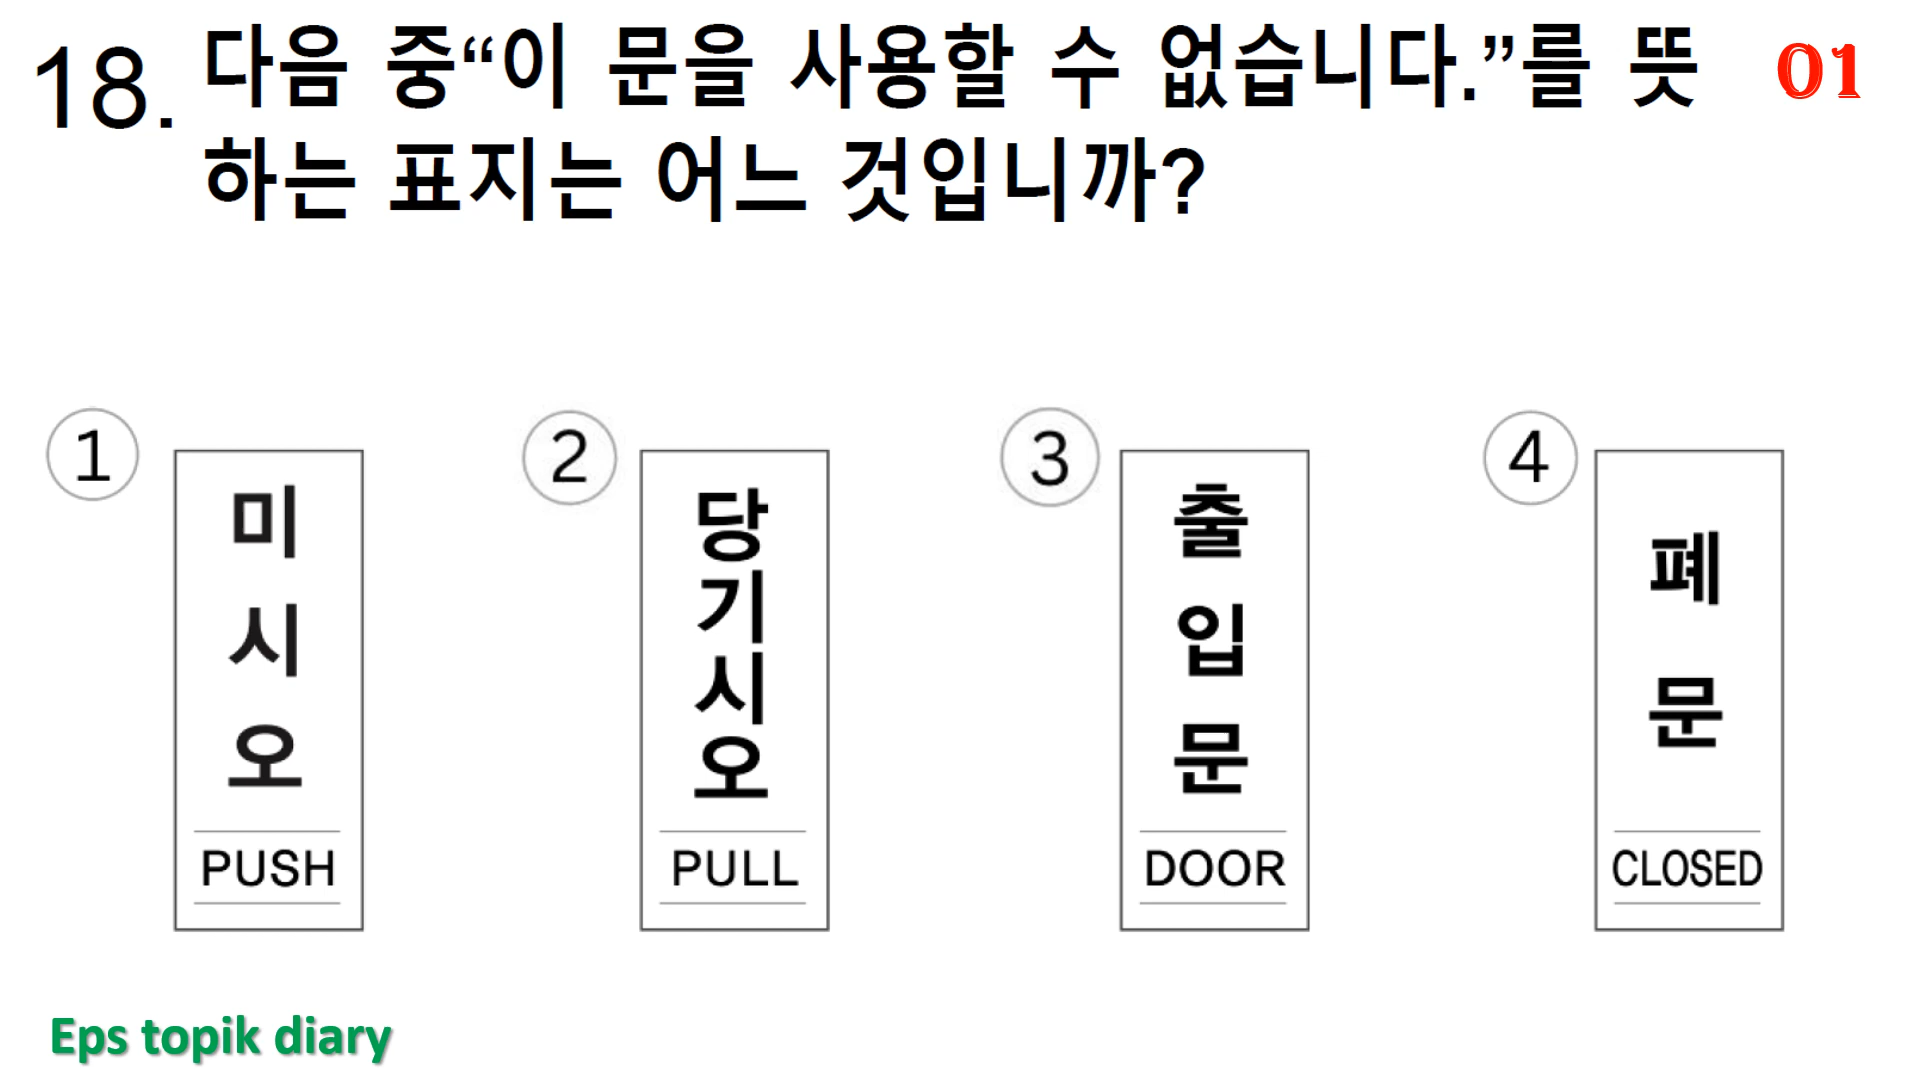 18. 다음 중“이 문을 사용할 수 없습니다.”를 뜻 01
하는 표지는 어느 것입니까?
① ② ③ ④
미시오
PUSH
당기시오
PULL
출입문
DOOR
폐문
CLOSED
Eps topik diary